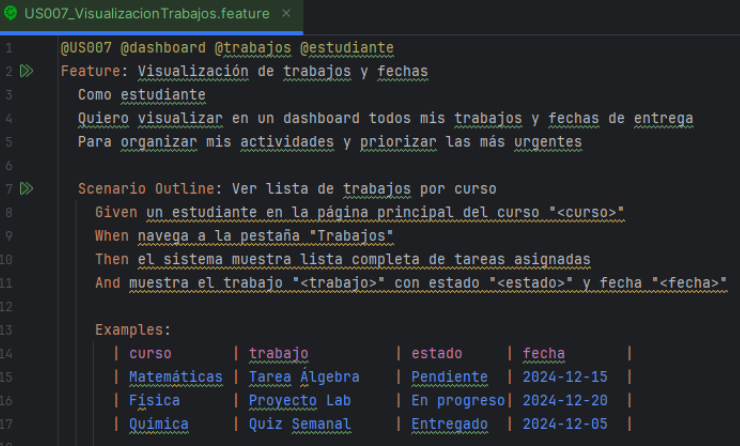 US007_VisualizacionTrabajos.feature ×
1 @US007 @dashboard @trabajos @estudiante
2 Feature: Visualización de trabajos y fechas
3 Como estudiante
4 Quiero visualizar en un dashboard todos mis trabajos y fechas de entrega
5 Para organizar mis actividades y priorizar las más urgentes
6
7 Scenario Outline: Ver lista de trabajos por curso
8 Given un estudiante en la página principal del curso "<curso>"
9 When navega a la pestaña "Trabajos"
10 Then el sistema muestra lista completa de tareas asignadas
11 And muestra el trabajo "<trabajo>" con estado "<estado>" y fecha "<fecha>"
12
13 Examples:
14 | curso | trabajo | estado | fecha |
15 | Matemáticas | Tarea Álgebra | Pendiente | 2024-12-15 |
16 | Física | Proyecto Lab | En progreso| 2024-12-20 |
17 | Química | Quiz Semanal | Entregado | 2024-12-05 |